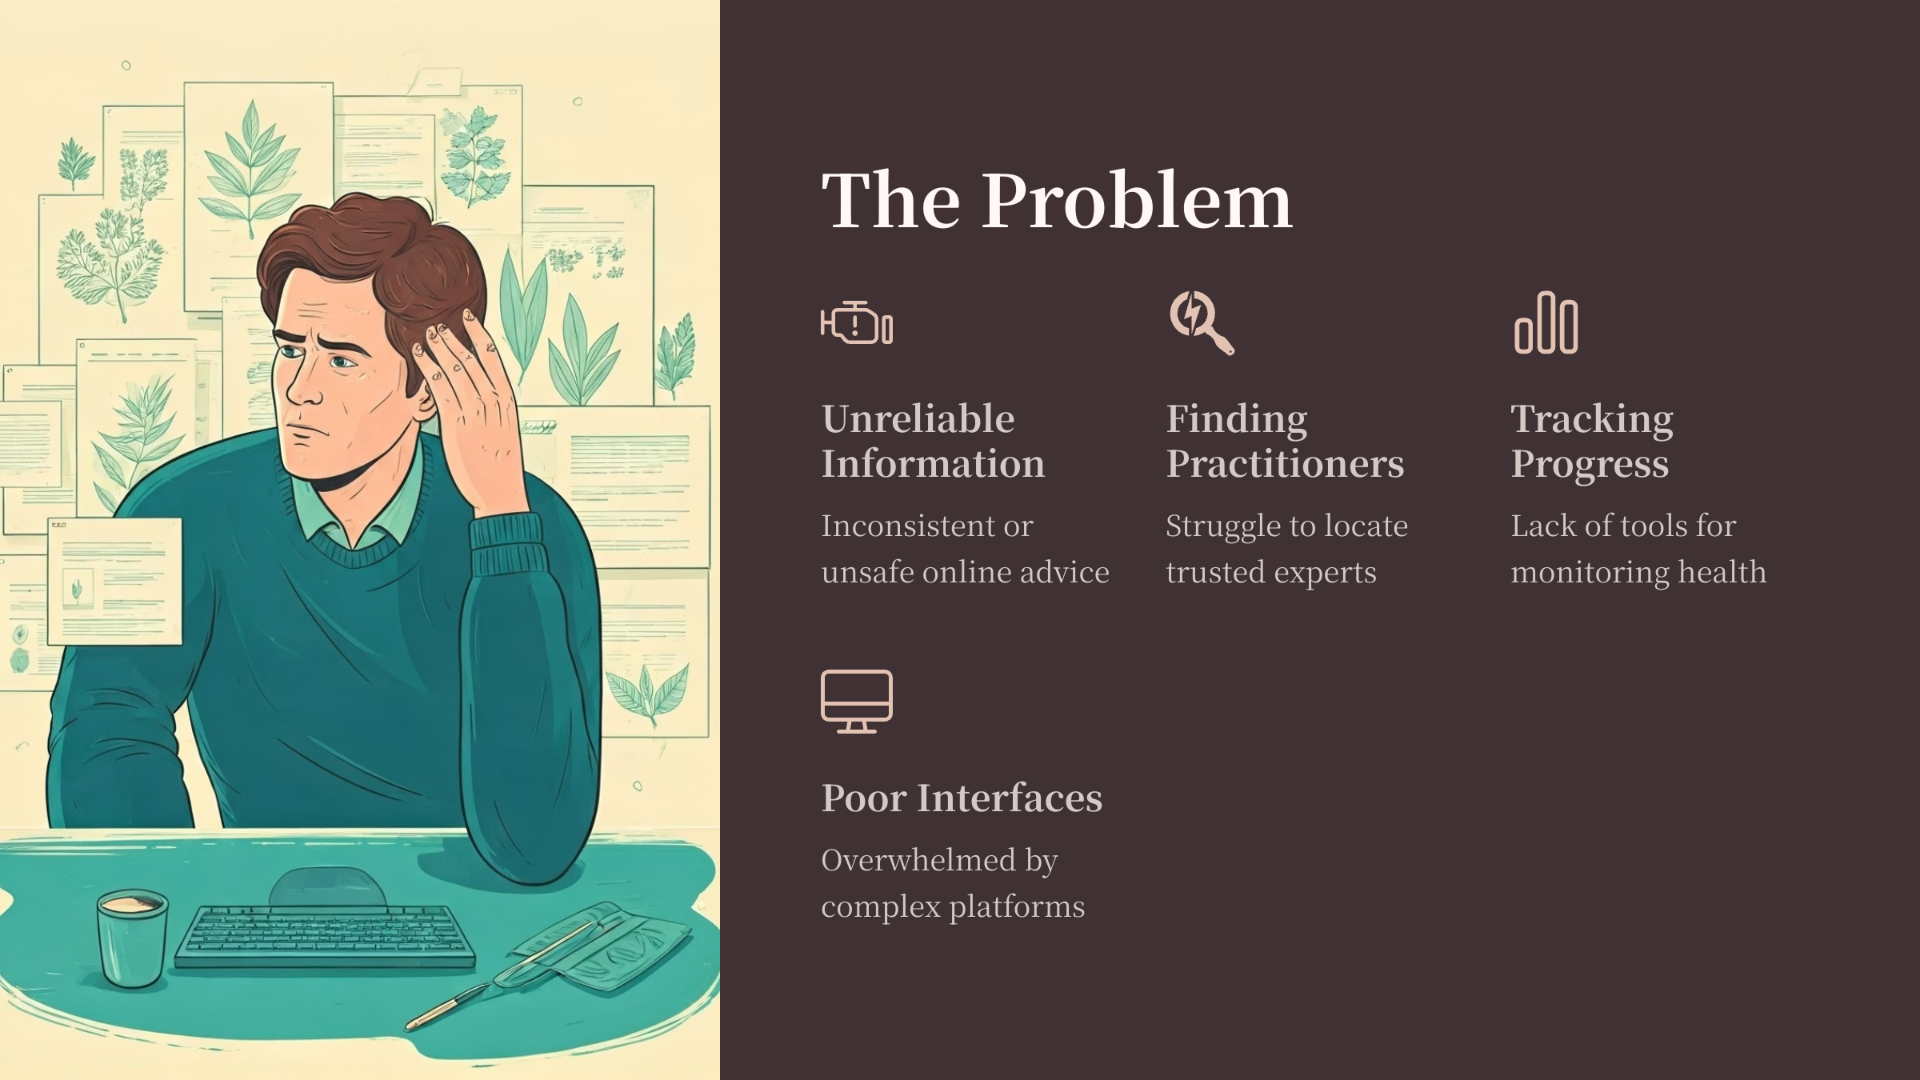 The Problem
Unreliable
Information
Inconsistent or
unsafe online advice
Finding
Practitioners
Struggle to locate
trusted experts
Tracking
Progress
Lack of tools for
monitoring health
Poor Interfaces
Overwhelmed by
complex platforms